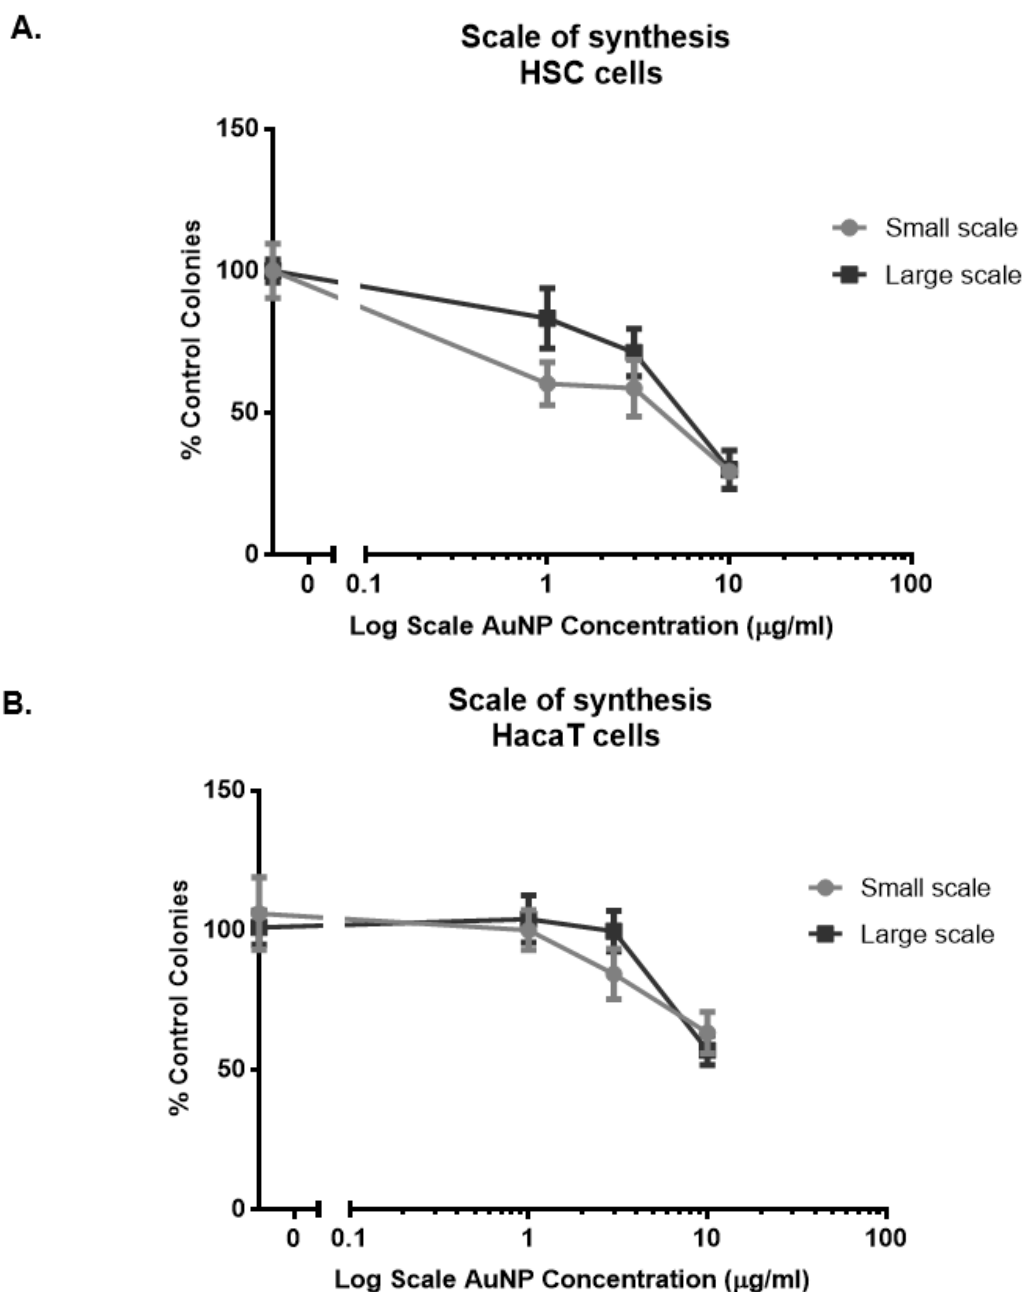 A.
Scale of synthesis
HSC cells
150
100
50
0
% Control Colonies
Small scale
Large scale
0 0.1 1 10 100
Log Scale AuNP Concentration (μg/ml)
B.
Scale of synthesis
HacaT cells
150
100
50
0
% Control Colonies
Small scale
Large scale
0 0.1 1 10 100
Log Scale AuNP Concentration (μg/ml)